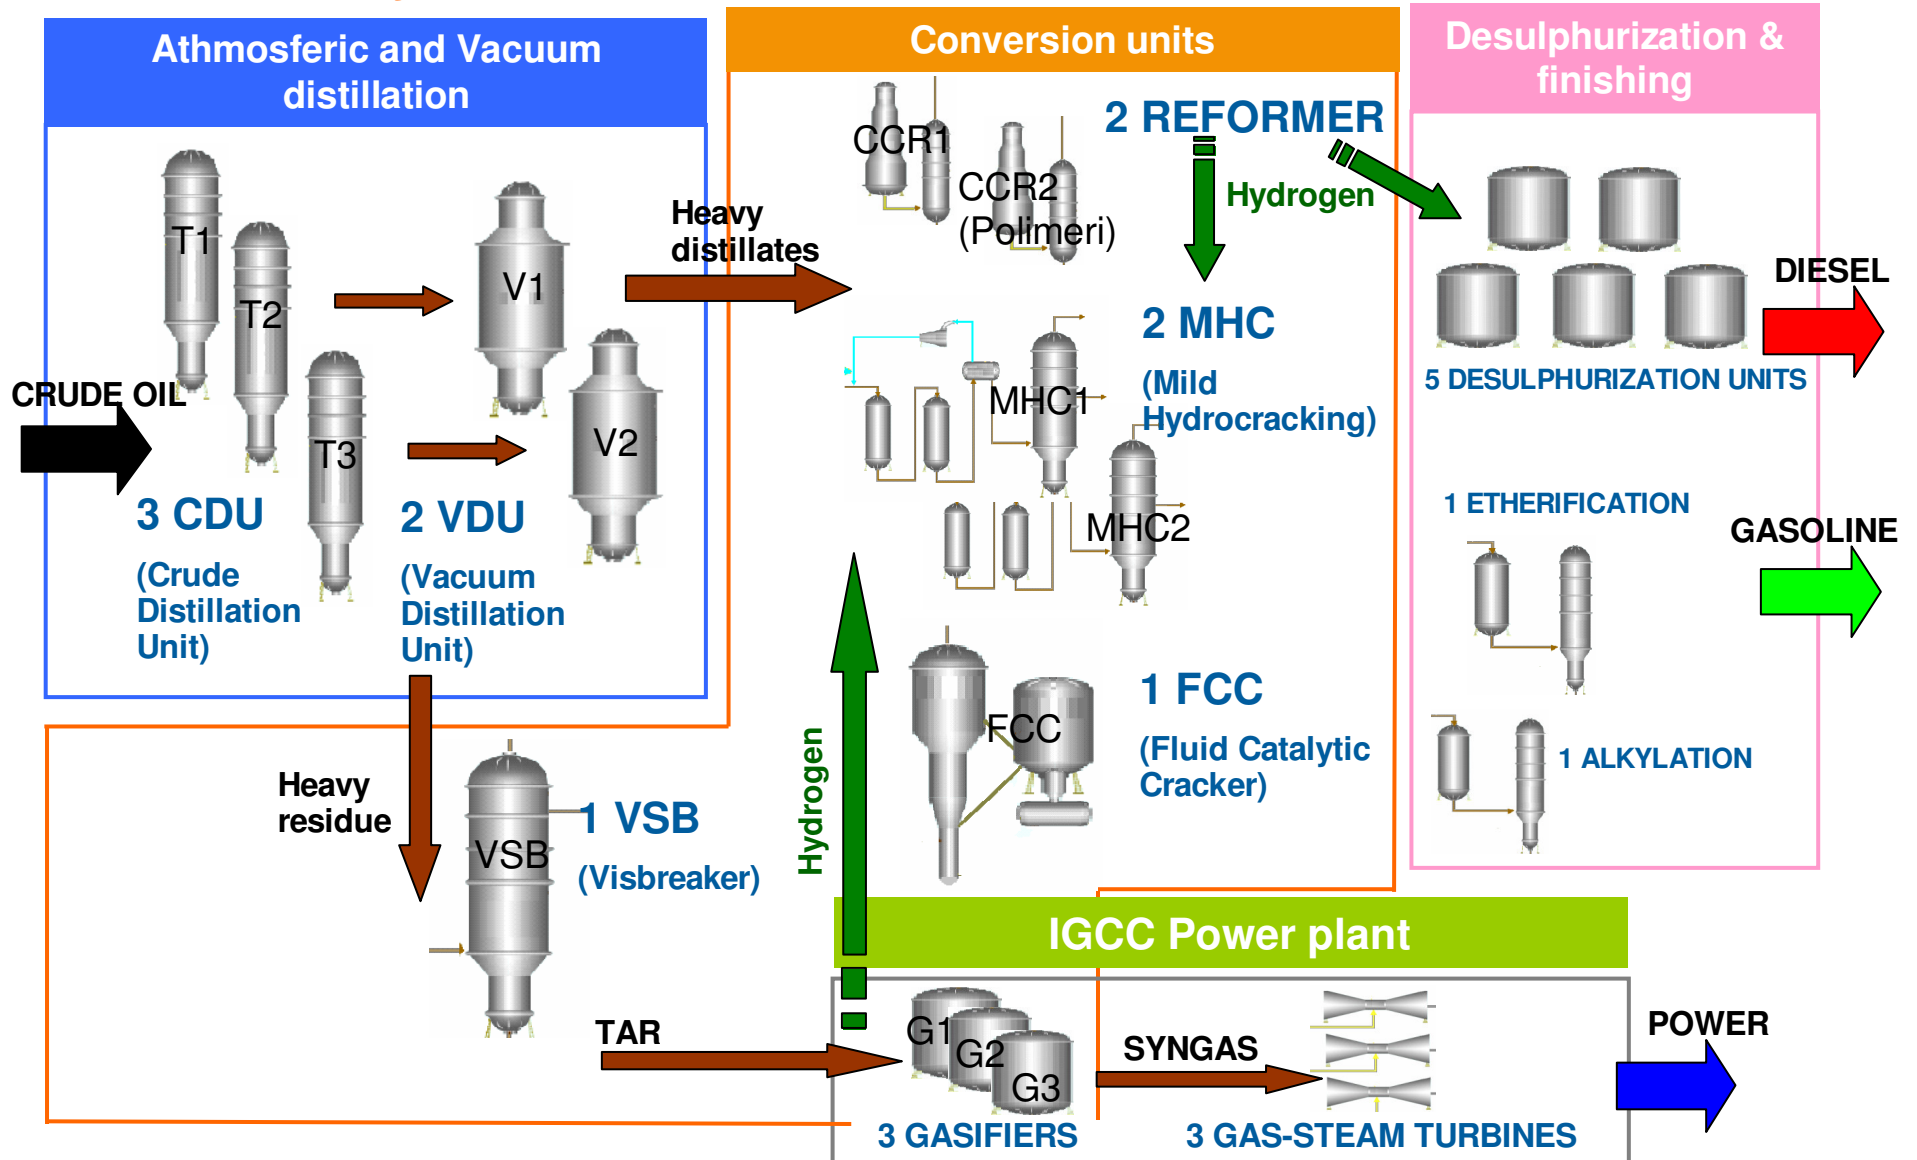 Athmosferic and Vacuum
distillation
Conversion units
Desulphurization &
finishing
CCR1
CCR2
(Polimeri)
2 REFORMER
Hydrogen
T1
T2
T3
V1
V2
Heavy
distillates
CRUDE OIL
3 CDU
(Crude
Distillation
Unit)
2 VDU
(Vacuum
Distillation
Unit)
MHC1
MHC2
2 MHC
(Mild
Hydrocracking)
DIESEL
5 DESULPHURIZATION UNITS
1 ETHERIFICATION
GASOLINE
1 ALKYLATION
FCC
1 FCC
(Fluid Catalytic
Cracker)
Heavy
residue
VSB
1 VSB
(Visbreaker)
Hydrogen
IGCC Power plant
TAR
G1
G2
G3
SYNGAS
POWER
3 GASIFIERS
3 GAS-STEAM TURBINES